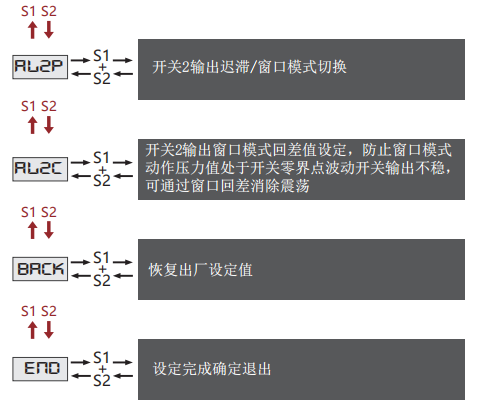 S1 S2
AL2P
S1
+
S2
开关2输出迟滞/窗口模式切换
S1 S2
AL2C
S1
+
S2
开关2输出窗口模式回差值设定，防止窗口模式
动作压力值处于开关零界点波动开关输出不稳，
可通过窗口回差消除震荡
S1 S2
BACK
S1
+
S2
恢复出厂设定值
S1 S2
END
S1
+
S2
设定完成确定退出